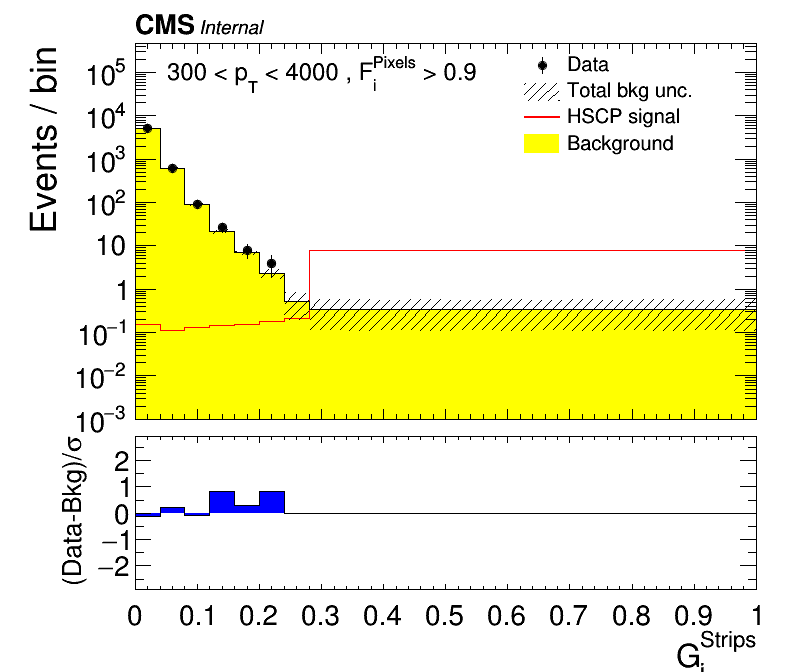 CMS Internal
300 < p_T < 4000 , F_i^Pixels > 0.9
Data
Total bkg unc.
HSCP signal
Background
Events / bin
10^5
10^4
10^3
10^2
10
1
10^−1
10^−2
10^−3
(Data-Bkg)/σ
2
1
0
−1
−2
0 0.1 0.2 0.3 0.4 0.5 0.6 0.7 0.8 0.9 1
G_i^Strips